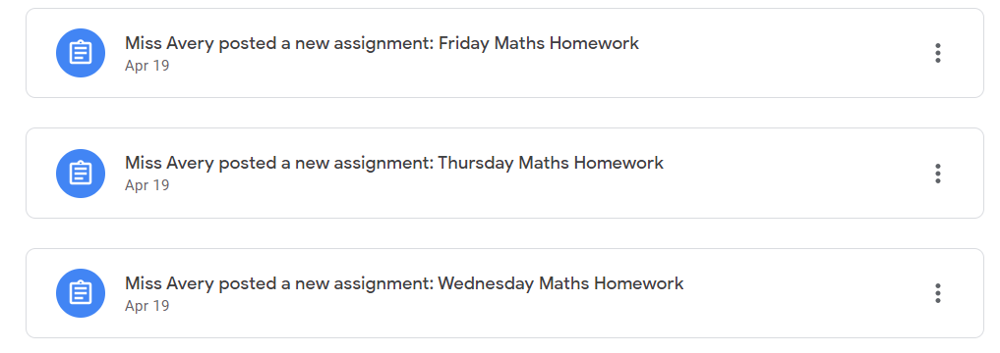 Miss Avery posted a new assignment: Friday Maths Homework
Apr 19
Miss Avery posted a new assignment: Thursday Maths Homework
Apr 19
Miss Avery posted a new assignment: Wednesday Maths Homework
Apr 19